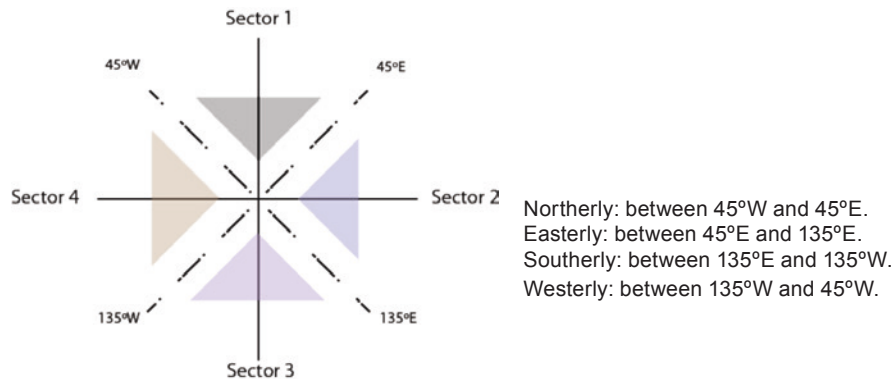 Sector 1
45ºW
45ºE
Sector 4
Sector 2
135ºW
135ºE
Sector 3
Northerly: between 45ºW and 45ºE.
Easterly: between 45ºE and 135ºE.
Southerly: between 135ºE and 135ºW.
Westerly: between 135ºW and 45ºW.